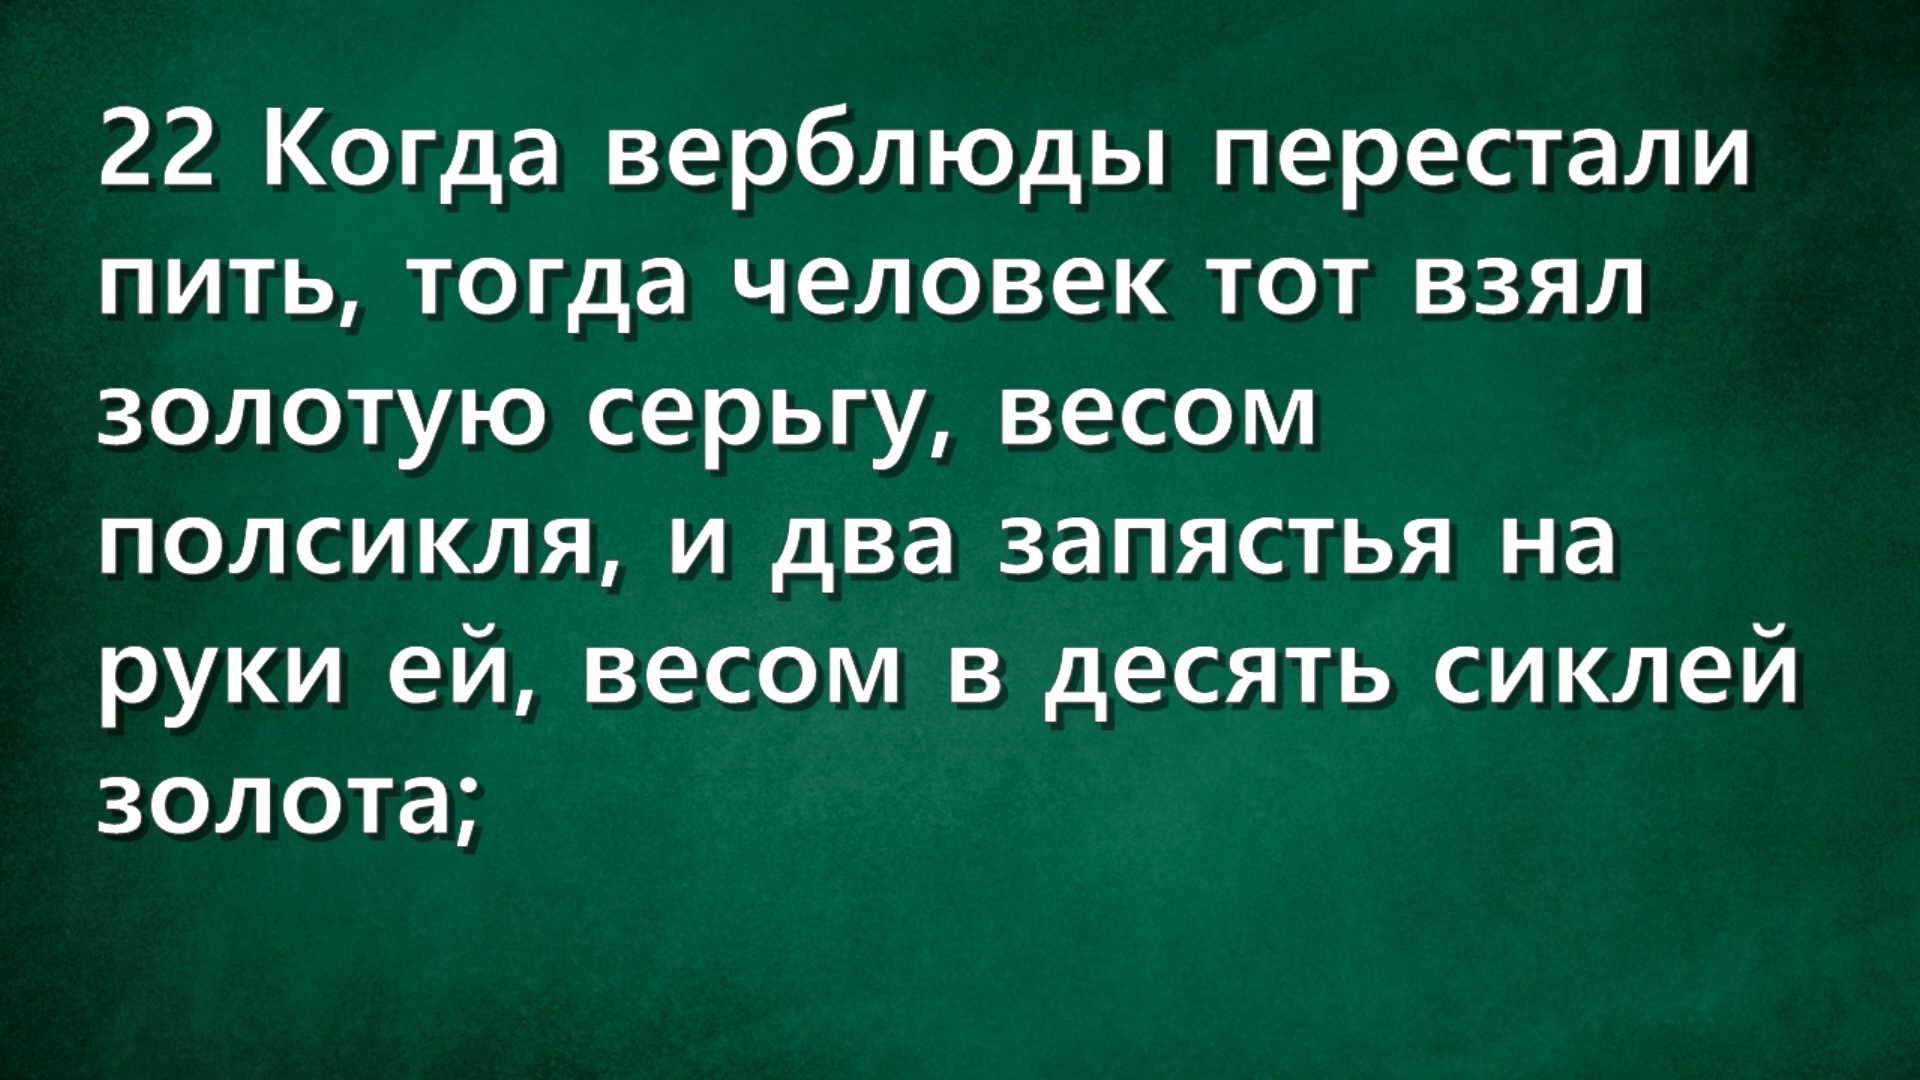 22 Когда верблюды перестали
пить, тогда человек тот взял
золотую серьгу, весом
полсикля, и два запястья на
руки ей, весом в десять сиклей
золота;